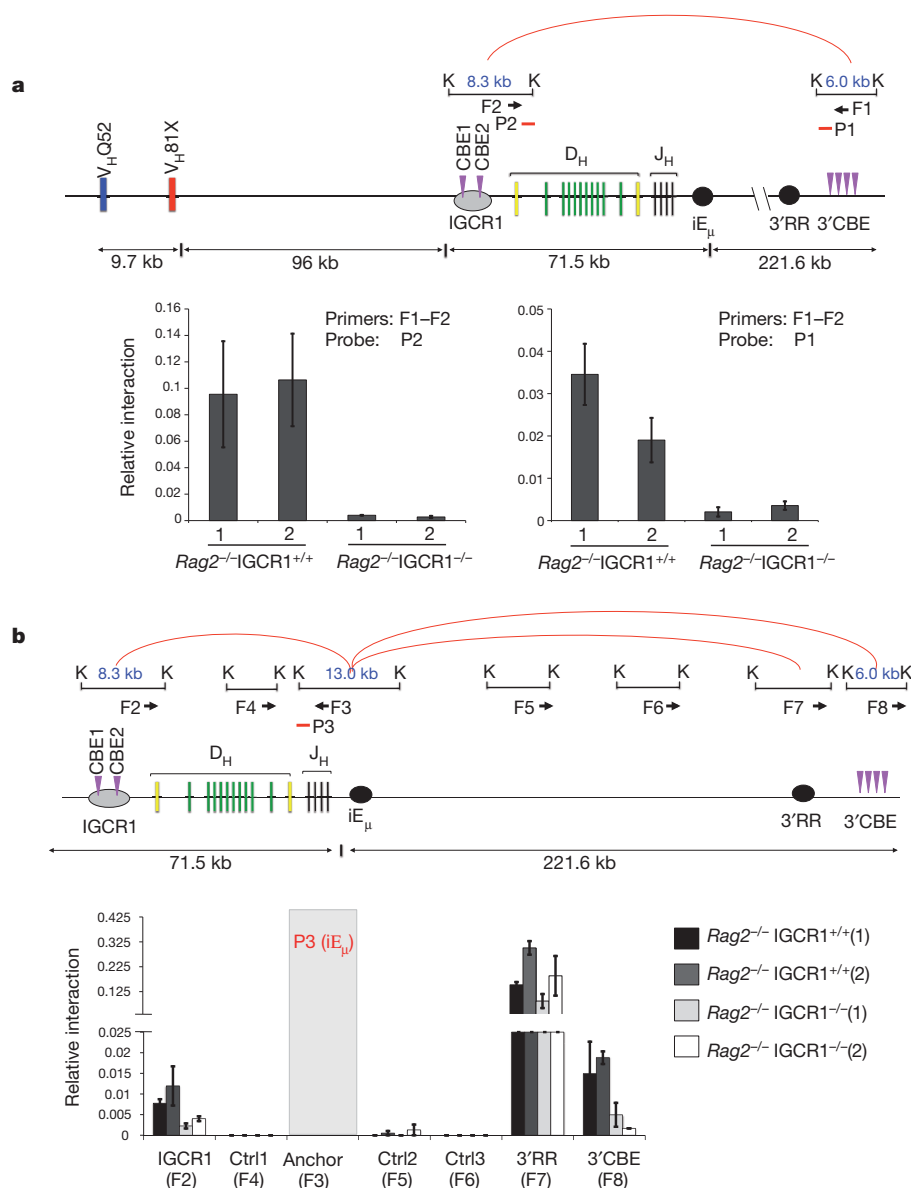 a
K 8.3 kb K
F2
P2
K 6.0 kb K
F1
P1
VHQ52
VH81X
CBE1
CBE2
DH
JH
IGCR1
iEμ
3′RR
3′CBE
9.7 kb
96 kb
71.5 kb
221.6 kb
Relative interaction
0.16
0.14
0.12
0.1
0.08
0.06
0.04
0.02
0
Primers: F1–F2
Probe: P2
1 2 1 2
Rag2–/–IGCR1+/+ Rag2–/–IGCR1–/–
0.05
0.04
0.03
0.02
0.01
0
Primers: F1–F2
Probe: P1
1 2 1 2
Rag2–/–IGCR1+/+ Rag2–/–IGCR1–/–
b
K 8.3 kb K
F2
K K
F4
K 13.0 kb K
F3
P3
K K
F5
K K
F6
K K
F7
K 6.0 kb K
F8
CBE1
CBE2
DH
JH
IGCR1
iEμ
3′RR
3′CBE
71.5 kb
221.6 kb
Relative interaction
0.425
0.325
0.225
0.125
0.025
0.02
0.015
0.01
0.005
0
P3 (iEμ)
IGCR1 (F2)
Ctrl1 (F4)
Anchor (F3)
Ctrl2 (F5)
Ctrl3 (F6)
3′RR (F7)
3′CBE (F8)
Rag2–/– IGCR1+/+(1)
Rag2–/– IGCR1+/+(2)
Rag2–/– IGCR1–/–(1)
Rag2–/– IGCR1–/–(2)